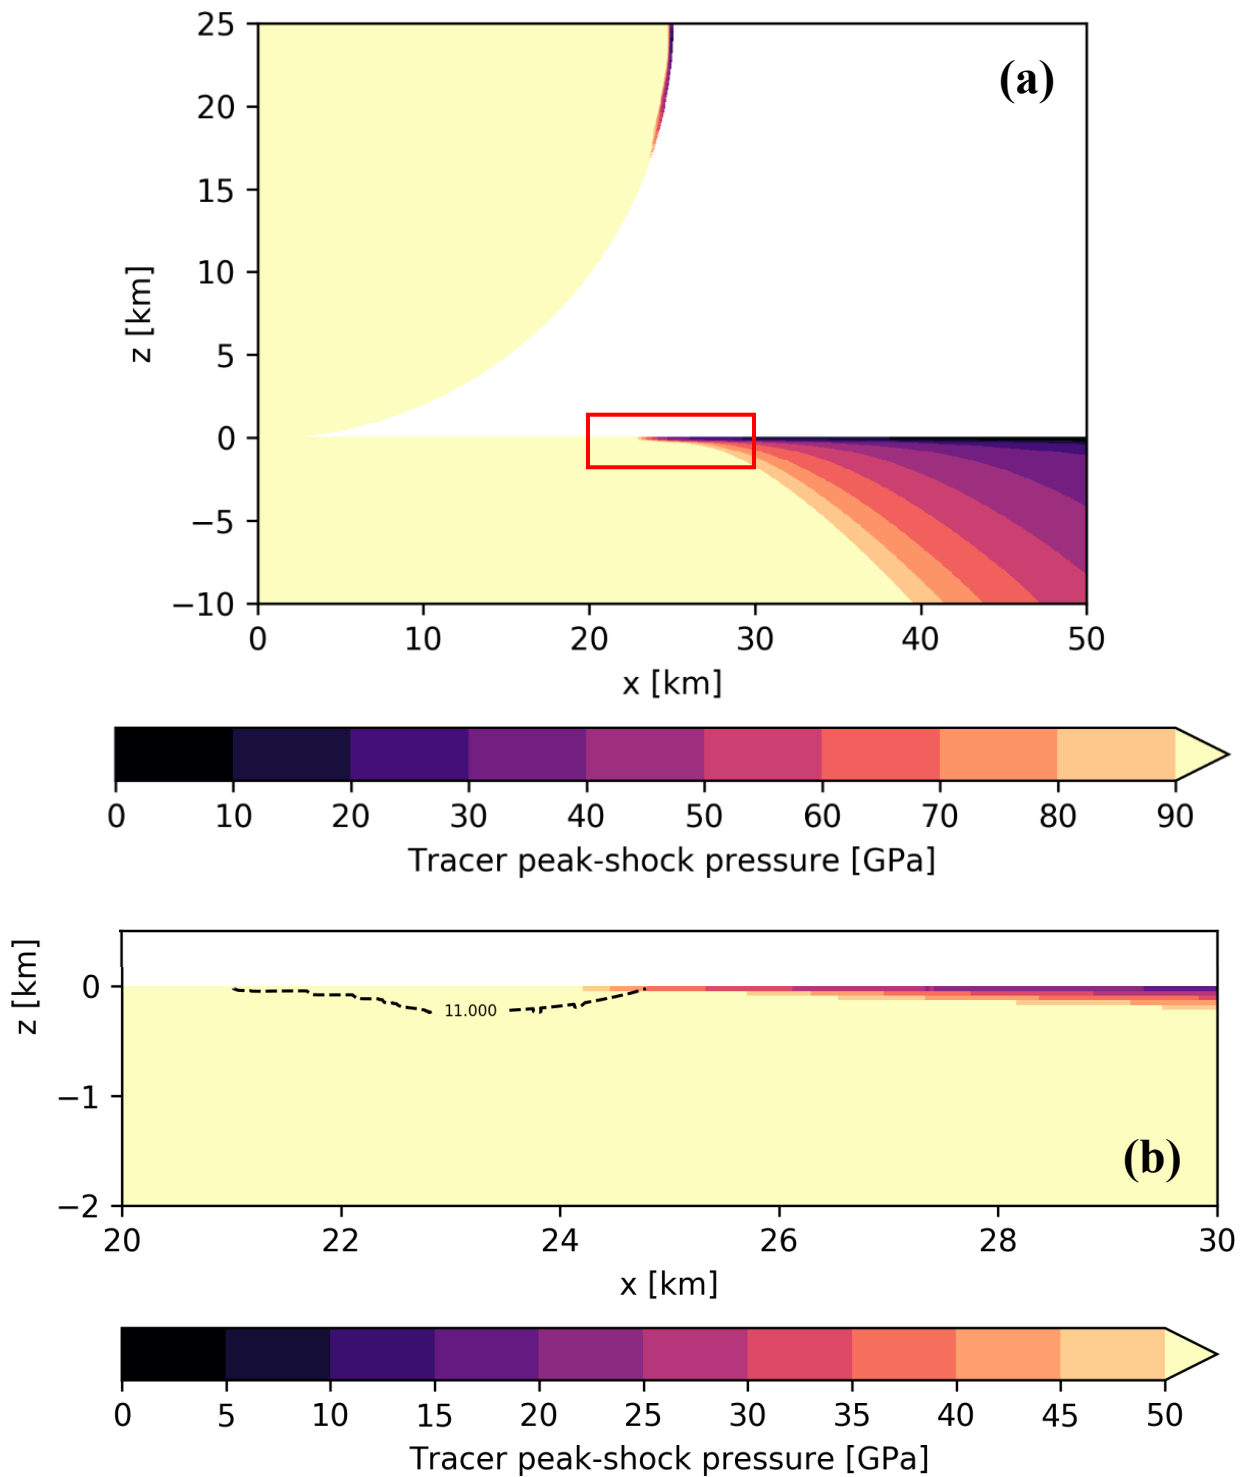 25
(a)
20
15
10
5
0
−5
−10
z [km]
0 10 20 30 40 50
x [km]
0 10 20 30 40 50 60 70 80 90
Tracer peak-shock pressure [GPa]
z [km]
0
11.000
−1
(b)
−2
20 22 24 26 28 30
x [km]
0 5 10 15 20 25 30 35 40 45 50
Tracer peak-shock pressure [GPa]